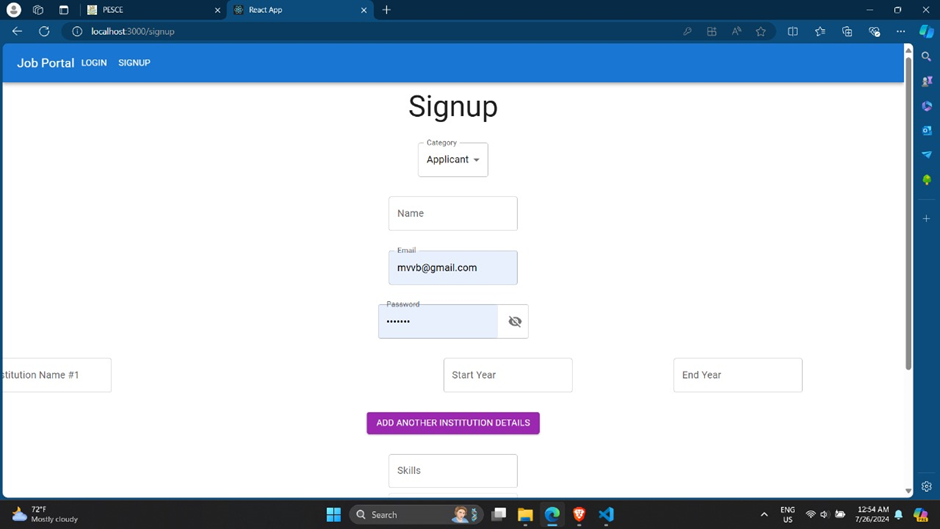 PESCE
React App
localhost:3000/signup
Job Portal LOGIN SIGNUP
Signup
Category
Applicant
Name
Email
mvvb@gmail.com
Password
•••••••
stitution Name #1
Start Year
End Year
ADD ANOTHER INSTITUTION DETAILS
Skills
72°F
Mostly cloudy
Search
ENG
US
12:54 AM
7/26/2024